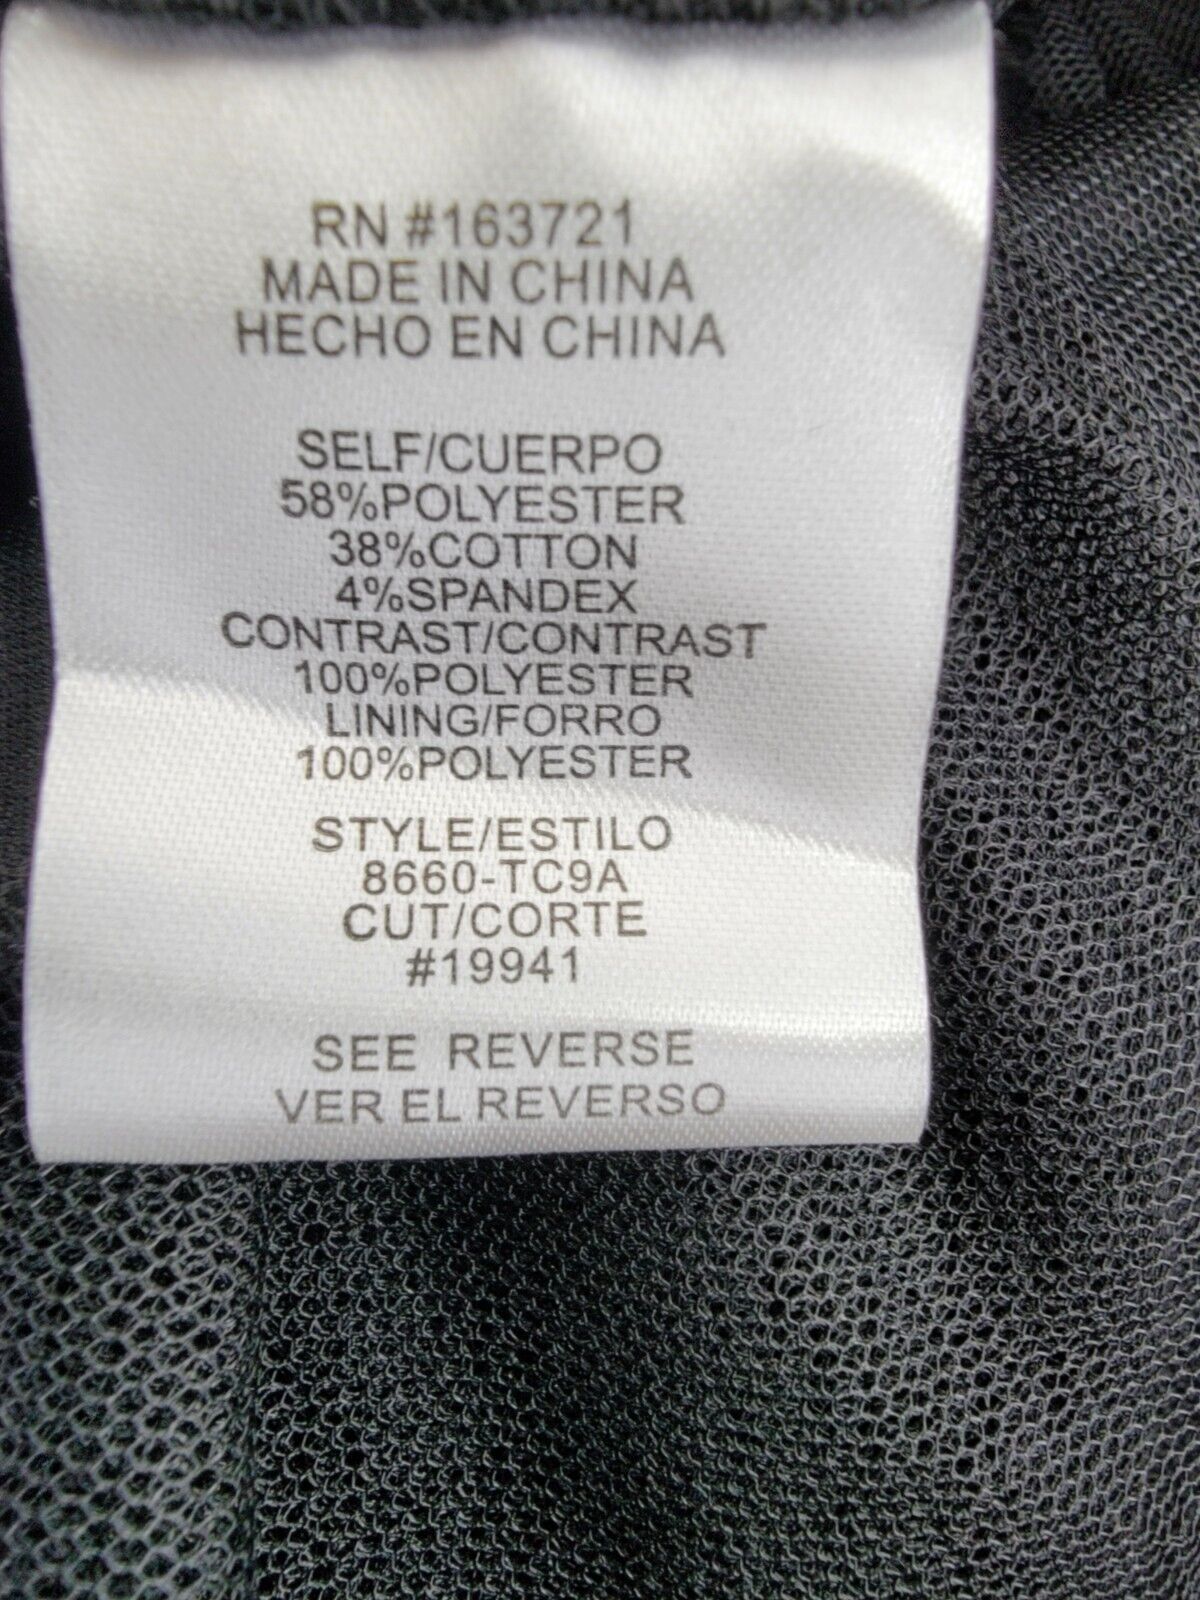 RN #163721
MADE IN CHINA
HECHO EN CHINA
SELF/CUERPO
58%POLYESTER
38%COTTON
4%SPANDEX
CONTRAST/CONTRAST
100%POLYESTER
LINING/FORRO
100%POLYESTER
STYLE/ESTILO
8660-TC9A
CUT/CORTE
#19941
SEE REVERSE
VER EL REVERSO